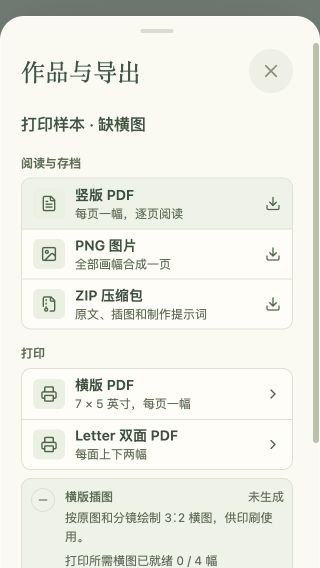 作品与导出
打印样本 · 缺横图
阅读与存档
竖版 PDF
每页一幅，逐页阅读
PNG 图片
全部画幅合成一页
ZIP 压缩包
原文、插图和制作提示词
打印
横版 PDF
7 × 5 英寸，每页一幅
Letter 双面 PDF
每面上下两幅
横版插图 未生成
按原图和分镜绘制 3:2 横图，供印刷使
用。
打印所需横图已就绪 0 / 4 幅